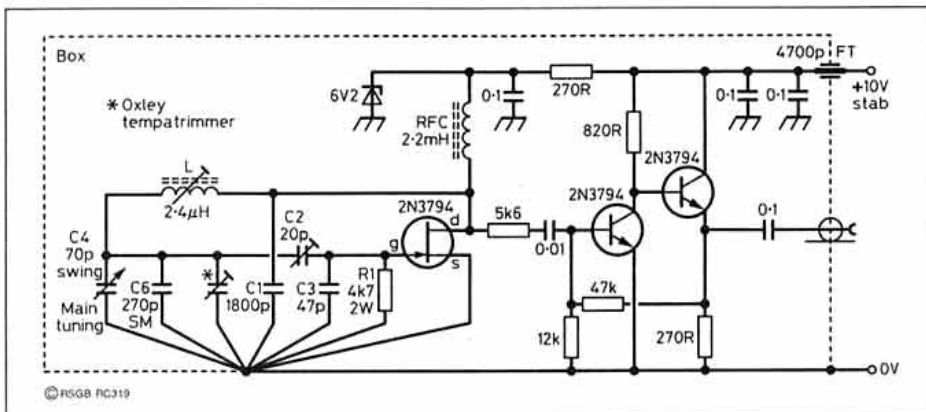 Box
4700p FT
+10V
stab
* Oxley
tempatrimmer
6V2
0·1
270R
0·1
0·1
RFC
2·2mH
820R
L
2·4μH
2N3794
2N3794
2N3794
C4
70p
swing
Main
tuning
C6
270p
SM
*
C1
1800p
C2
20p
C3
47p
g
d
s
R1
4k7
2W
5k6
0·01
0·1
47k
12k
270R
0V
© RSGB RC319